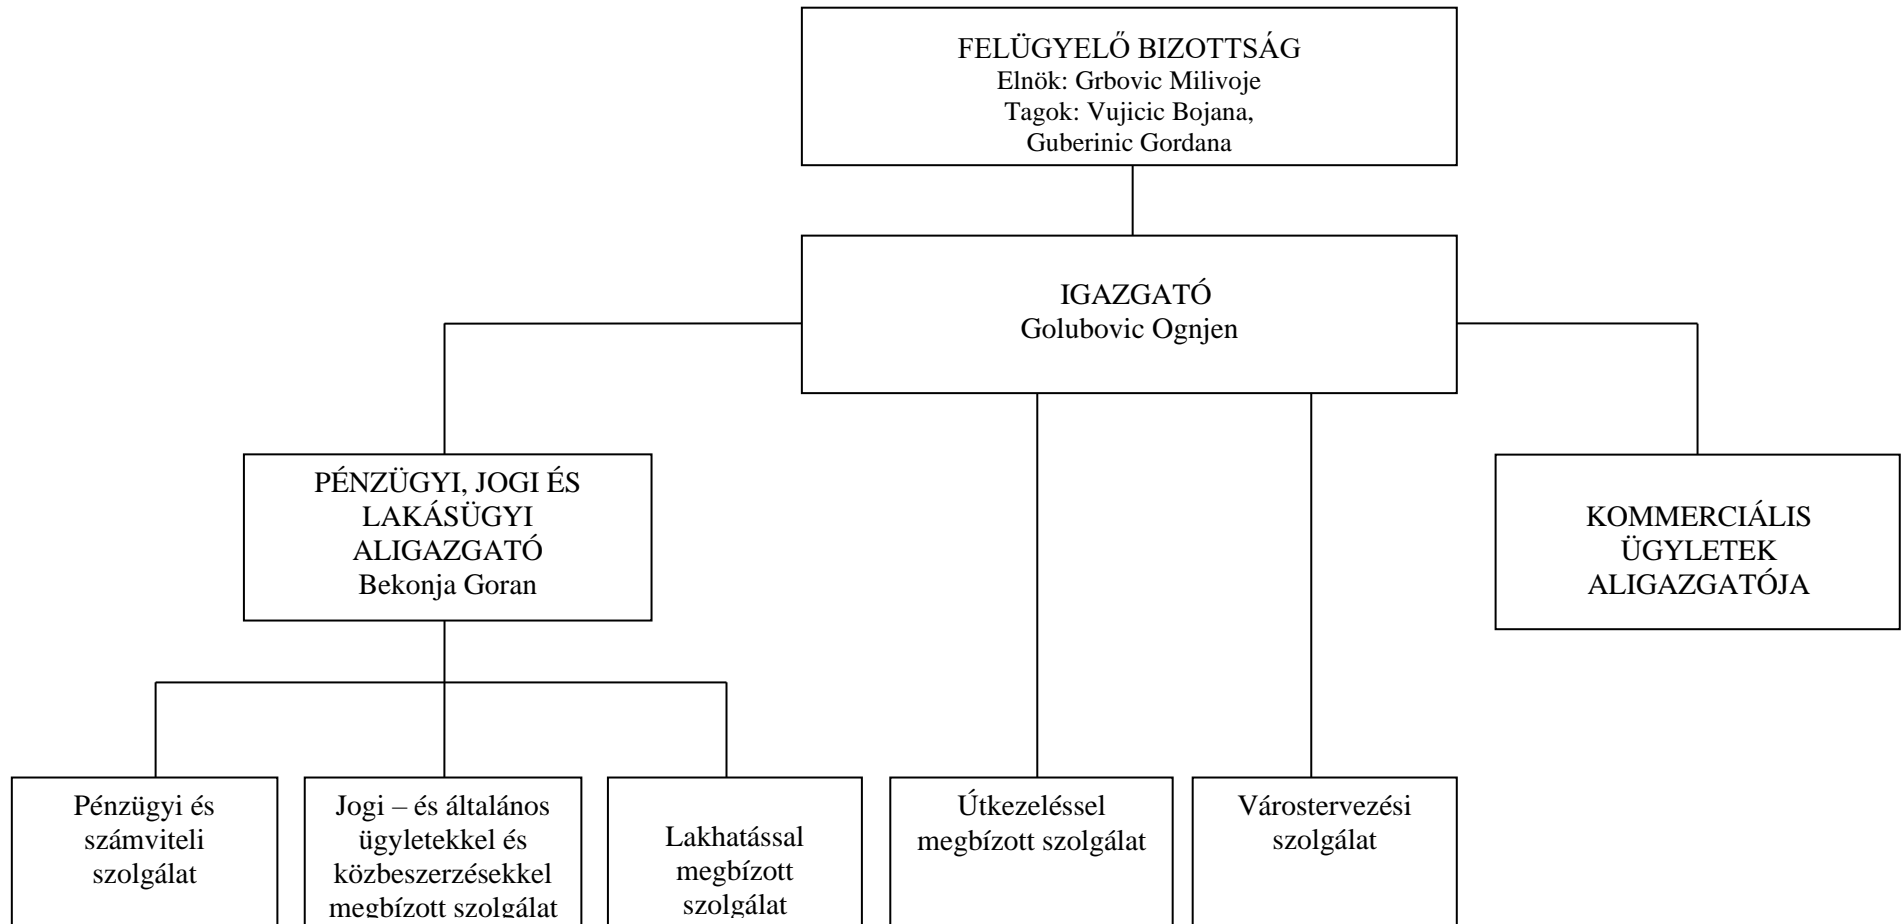 FELÜGYELŐ BIZOTTSÁG
Elnök: Grbovic Milivoje
Tagok: Vujicic Bojana,
Guberinic Gordana
IGAZGATÓ
Golubovic Ognjen
PÉNZÜGYI, JOGI ÉS
LAKÁSÜGYI
ALIGAZGATÓ
Bekonja Goran
KOMMERCIÁLIS
ÜGYLETEK
ALIGAZGATÓJA
Pénzügyi és
számviteli
szolgálat
Jogi – és általános
ügyletekkel és
közbeszerzésekkel
megbízott szolgálat
Lakhatással
megbízott
szolgálat
Útkezeléssel
megbízott szolgálat
Várostervezési
szolgálat